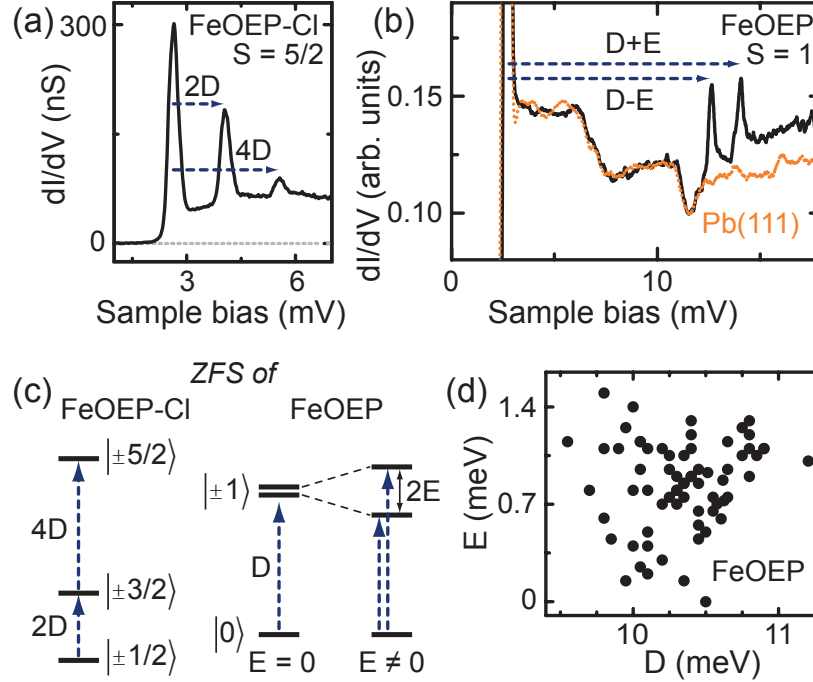 (a)
FeOEP-Cl
S = 5/2
300
0
dI/dV (nS)
2D
4D
3
6
Sample bias (mV)
(b)
FeOEP
S = 1
D+E
D-E
0.15
0.10
dI/dV (arb. units)
Pb(111)
0
10
Sample bias (mV)
(c)
ZFS of
FeOEP-Cl
FeOEP
|±5/2⟩
4D
|±3/2⟩
2D
|±1/2⟩
|±1⟩
2E
D
|0⟩
E = 0
E ≠ 0
(d)
1.4
0.7
0
E (meV)
FeOEP
10
11
D (meV)